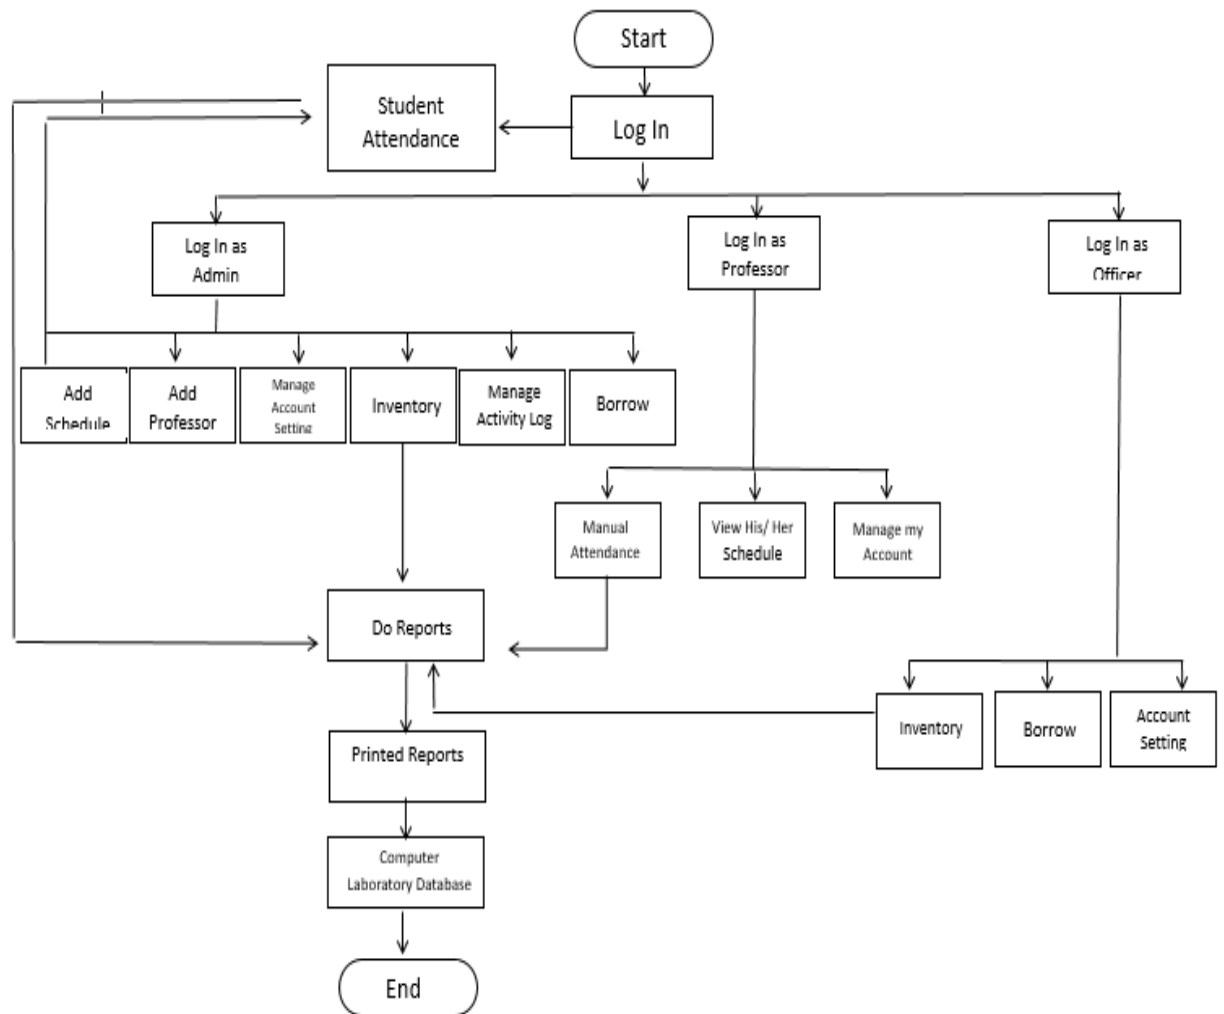 Start
Student
Attendance
Log In
Log In as
Admin
Log In as
Professor
Log In as
Officer
Add
Schedule
Add
Professor
Manage
Account
Setting
Inventory
Manage
Activity Log
Borrow
Manual
Attendance
View His/ Her
Schedule
Manage my
Account
Do Reports
Inventory
Borrow
Account
Setting
Printed Reports
Computer
Laboratory Database
End